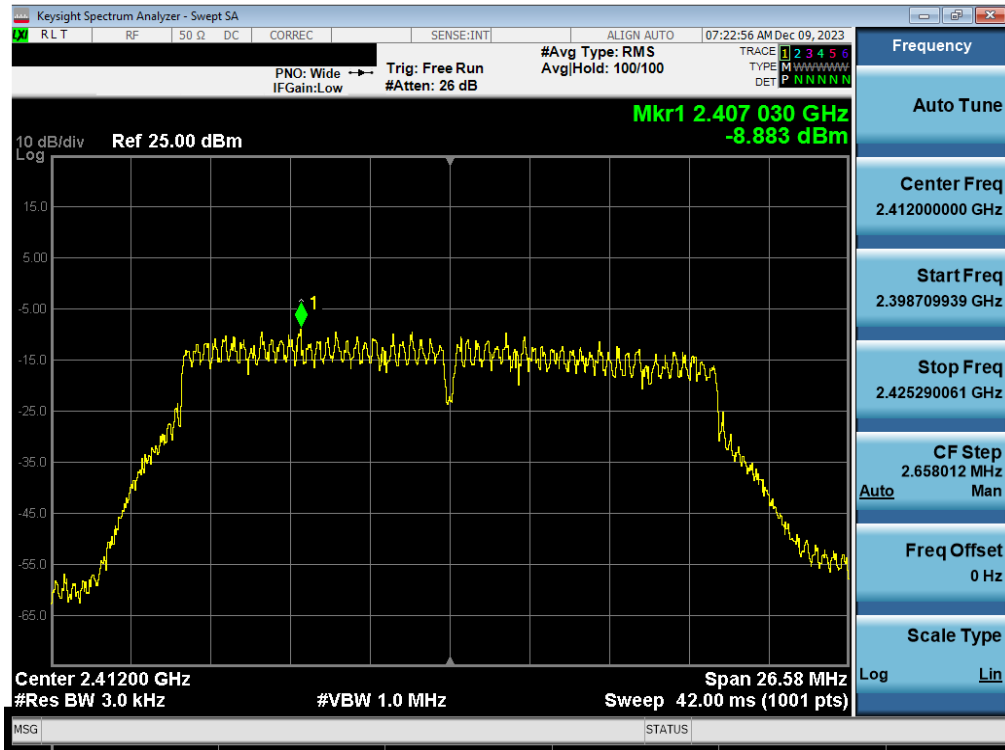 Keysight Spectrum Analyzer - Swept SA
LXI RLT RF 50 Ω DC CORREC SENSE:INT ALIGN AUTO 07:22:56 AM Dec 09, 2023
Frequency
#Avg Type: RMS TRACE 1 2 3 4 5 6
PNO: Wide Trig: Free Run Avg|Hold: 100/100 TYPE M WWWWW
IFGain:Low #Atten: 26 dB DET P N N N N N
Auto Tune
Mkr1 2.407 030 GHz
-8.883 dBm
10 dB/div Ref 25.00 dBm
Log
15.0
5.00
-5.00
-15.0
-25.0
-35.0
-45.0
-55.0
-65.0
1
Center Freq
2.412000000 GHz
Start Freq
2.398709939 GHz
Stop Freq
2.425290061 GHz
CF Step
2.658012 MHz
Auto Man
Freq Offset
0 Hz
Scale Type
Log Lin
Center 2.41200 GHz Span 26.58 MHz
#Res BW 3.0 kHz #VBW 1.0 MHz Sweep 42.00 ms (1001 pts)
MSG STATUS